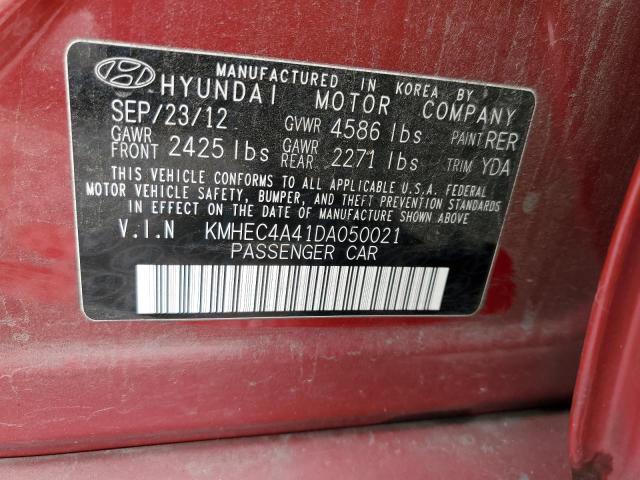 MANUFACTURED IN KOREA BY
HYUNDAI MOTOR COMPANY
SEP/23/12 GVWR 4586 lbs PAINT RER
GAWR FRONT 2425 lbs GAWR REAR 2271 lbs TRIM YDA
THIS VEHICLE CONFORMS TO ALL APPLICABLE U.S.A. FEDERAL
MOTOR VEHICLE SAFETY, BUMPER, AND THEFT PREVENTION STANDARDS
IN EFFECT ON THE DATE OF MANUFACTURE SHOWN ABOVE.
V.I.N KMHEC4A41DA050021
PASSENGER CAR